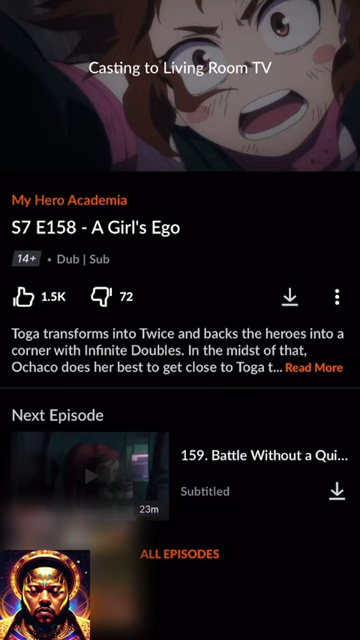 Casting to Living Room TV
My Hero Academia
S7 E158 - A Girl's Ego
14+ • Dub | Sub
1.5K 72
Toga transforms into Twice and backs the heroes into a
corner with Infinite Doubles. In the midst of that,
Ochaco does her best to get close to Toga t... Read More
Next Episode
159. Battle Without a Qui...
Subtitled
23m
ALL EPISODES